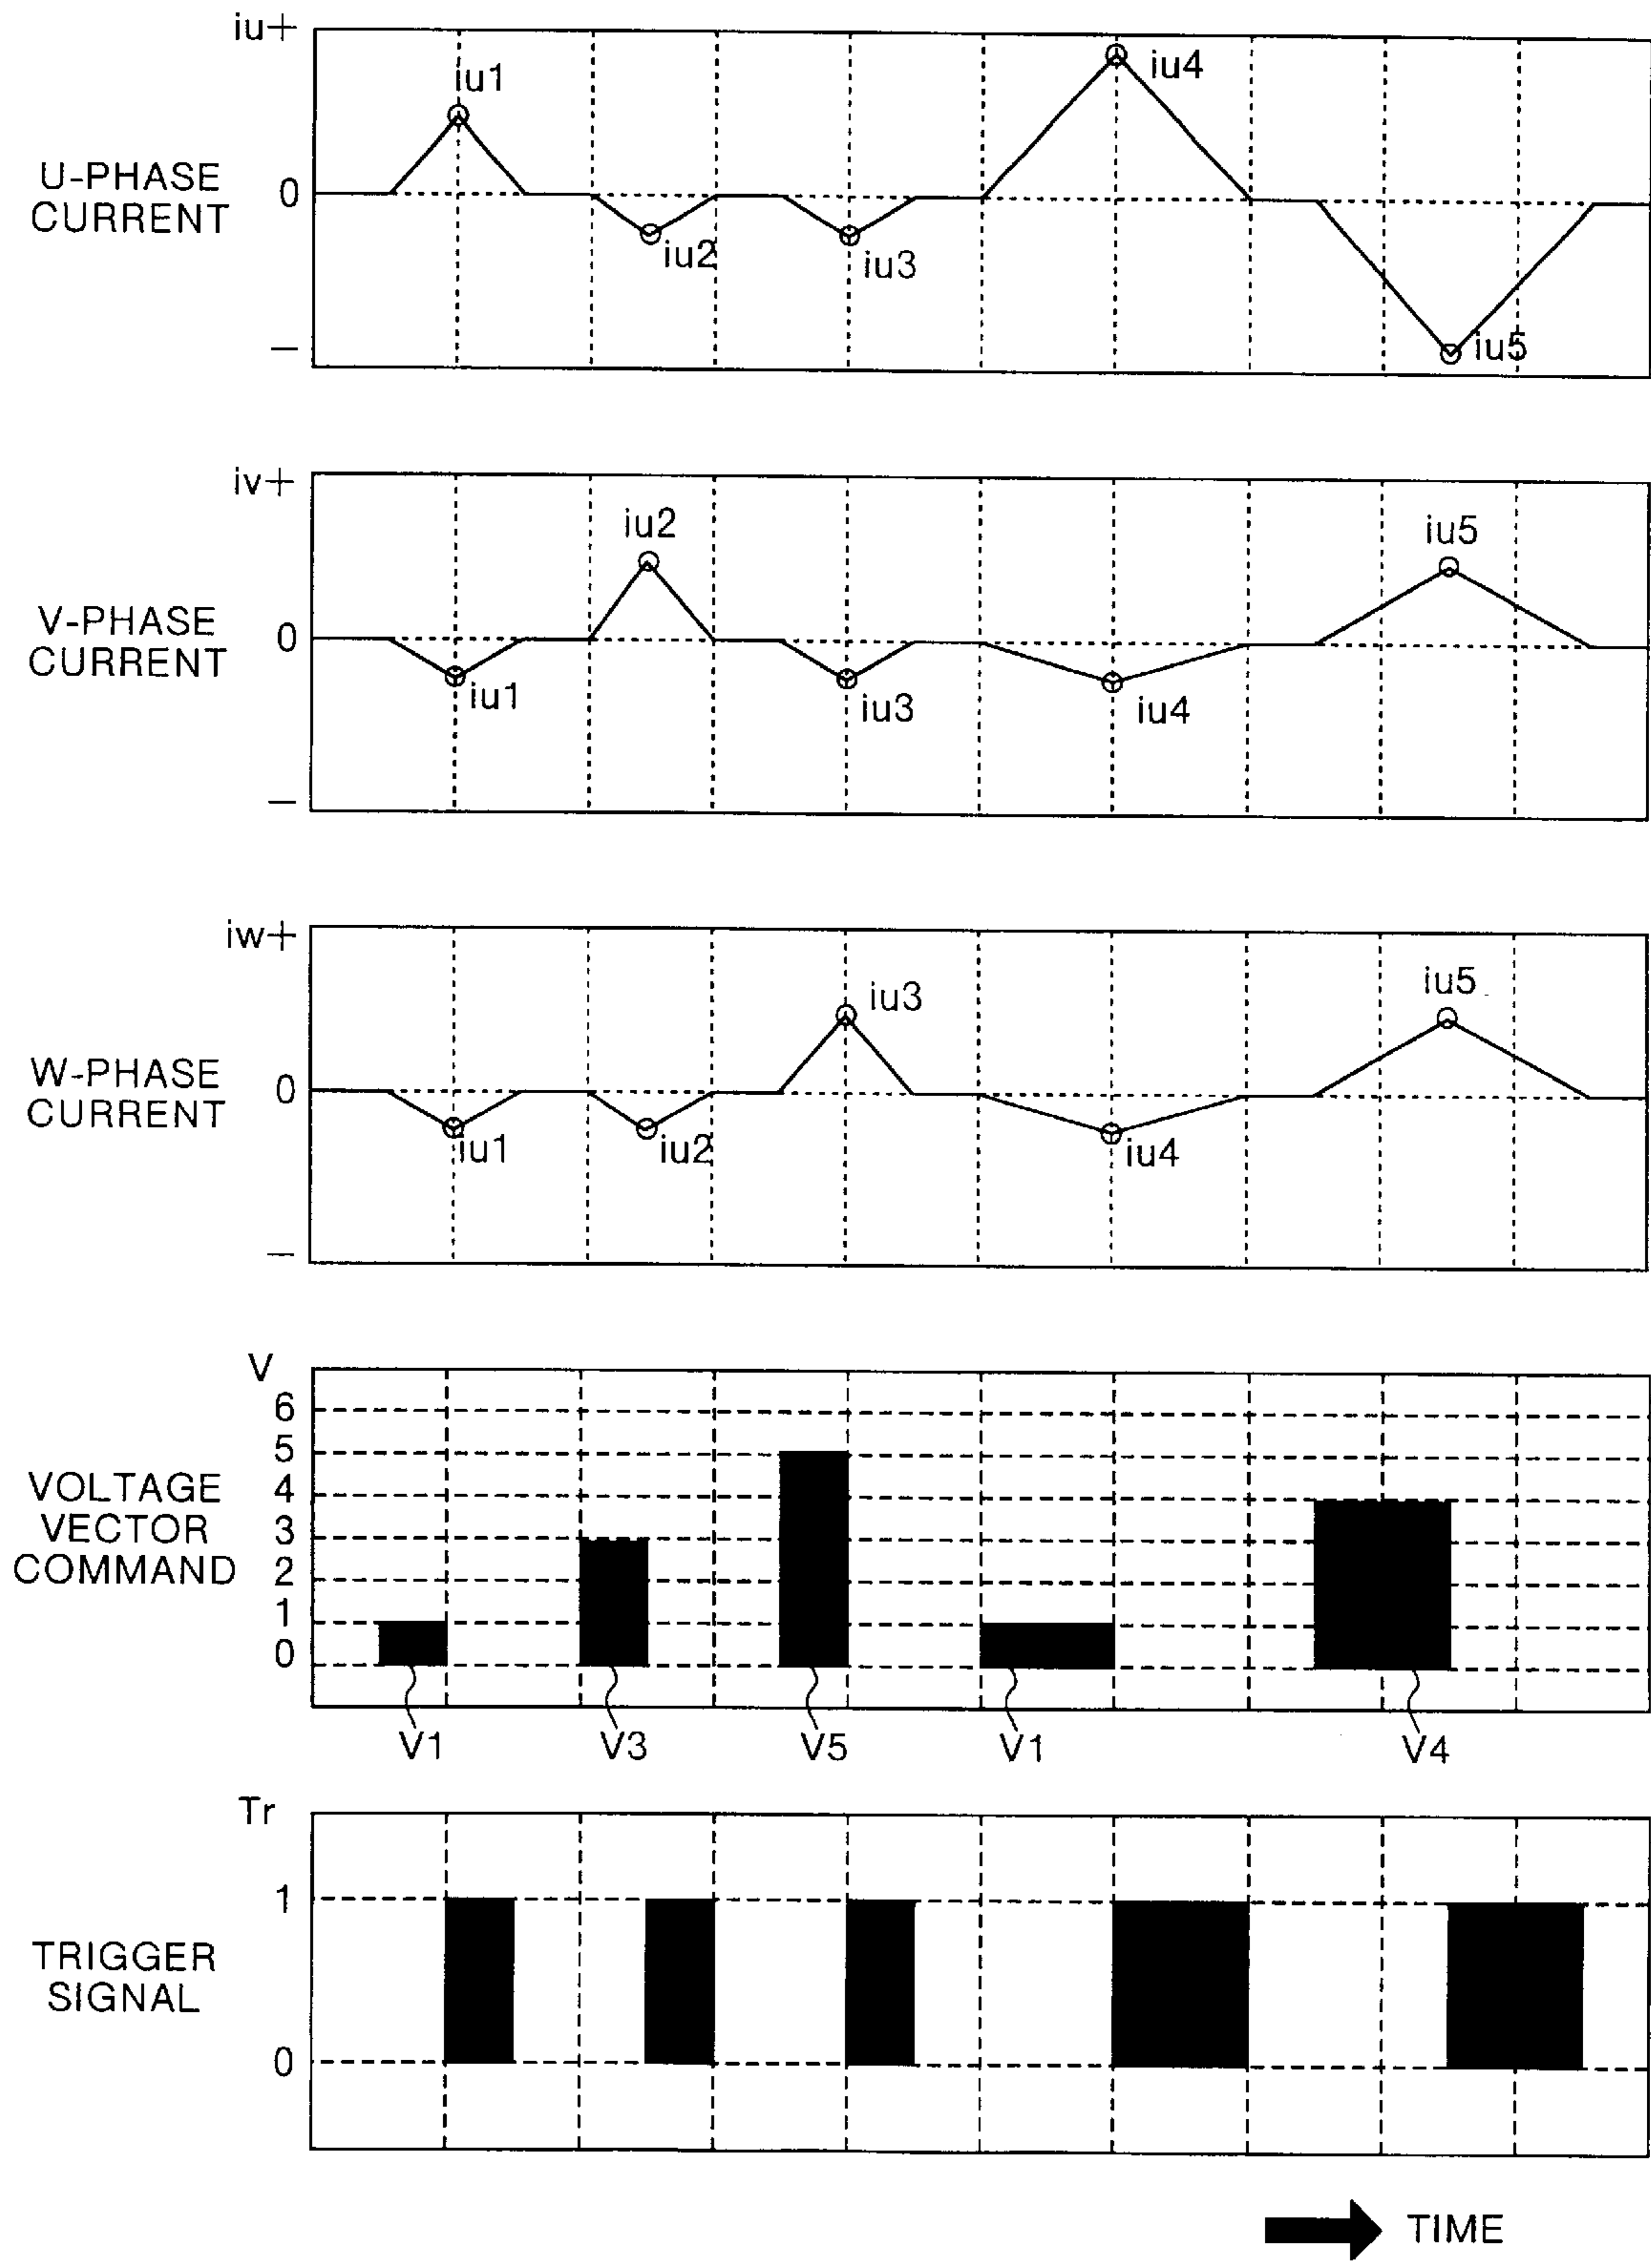 iu+
iu1
iu4
U-PHASE
CURRENT
0
iu2
iu3
iu5
−
iv+
iu2
iu5
V-PHASE
CURRENT
0
iu1
iu3
iu4
−
iw+
iu3
iu5
W-PHASE
CURRENT
0
iu1
iu2
iu4
−
V
6
5
4
3
2
1
0
VOLTAGE
VECTOR
COMMAND
V1
V3
V5
V1
V4
Tr
1
TRIGGER
SIGNAL
0
TIME